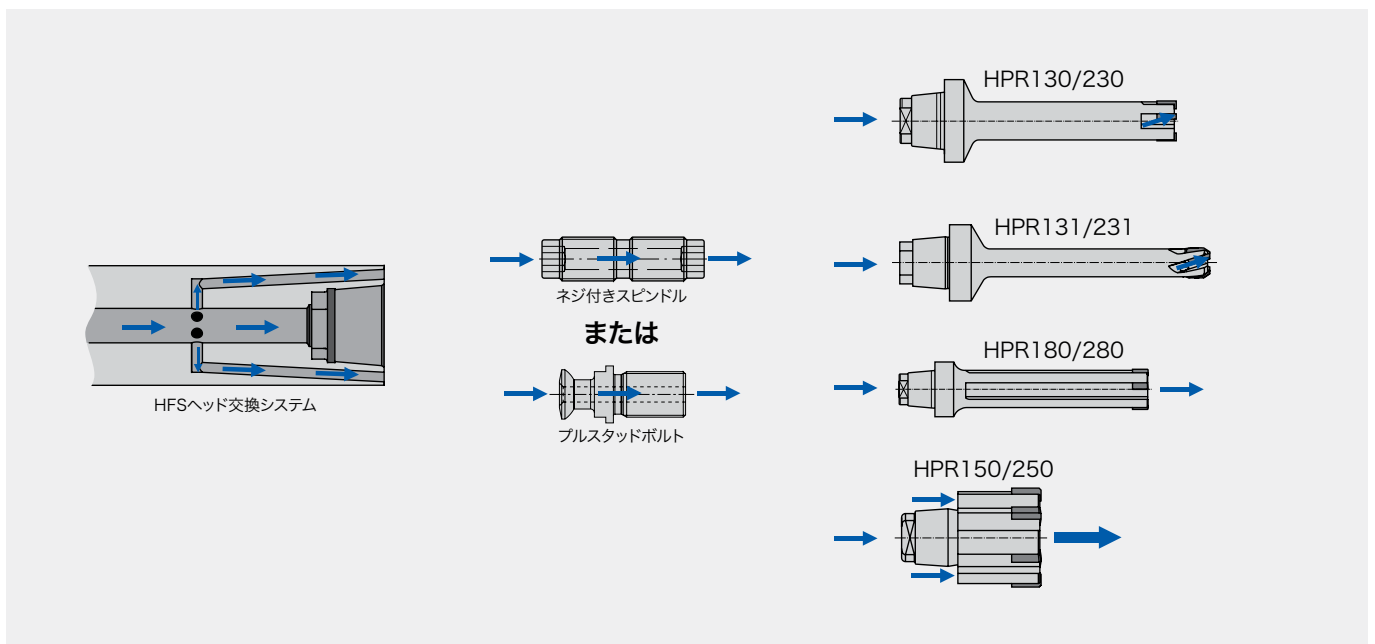 HFSヘッド交換システム
ネジ付きスピンドル
または
プルスタッドボルト
HPR130/230
HPR131/231
HPR180/280
HPR150/250